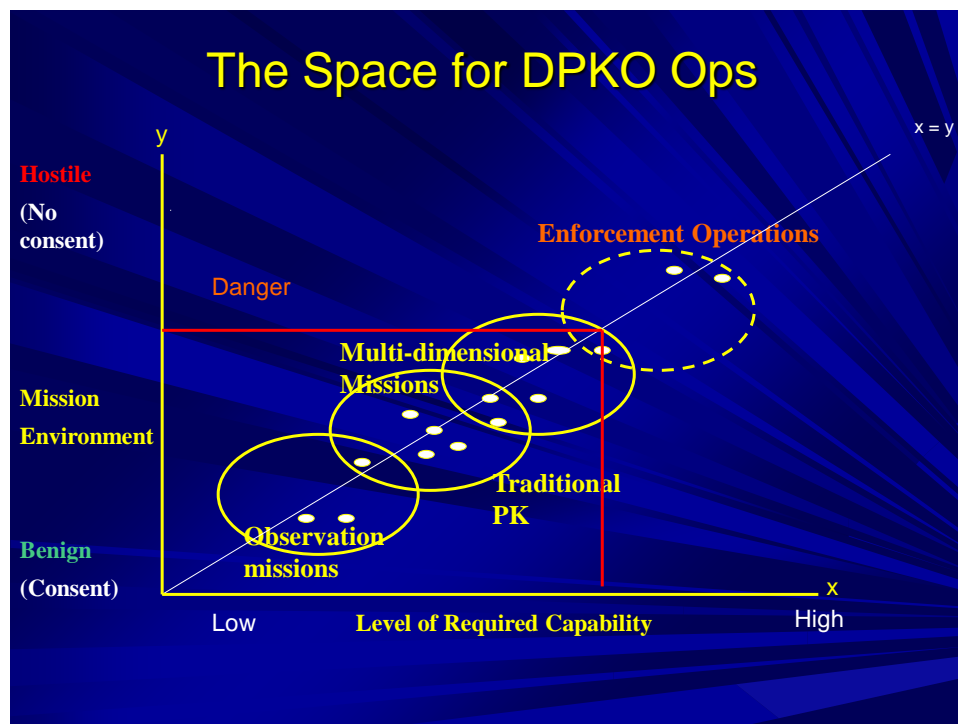 The Space for DPKO Ops
y
x = y
Hostile
(No
consent)
Enforcement Operations
Danger
Multi-dimensional
Missions
Mission
Environment
Traditional
PK
Observation
missions
Benign
(Consent)
x
Low
Level of Required Capability
High